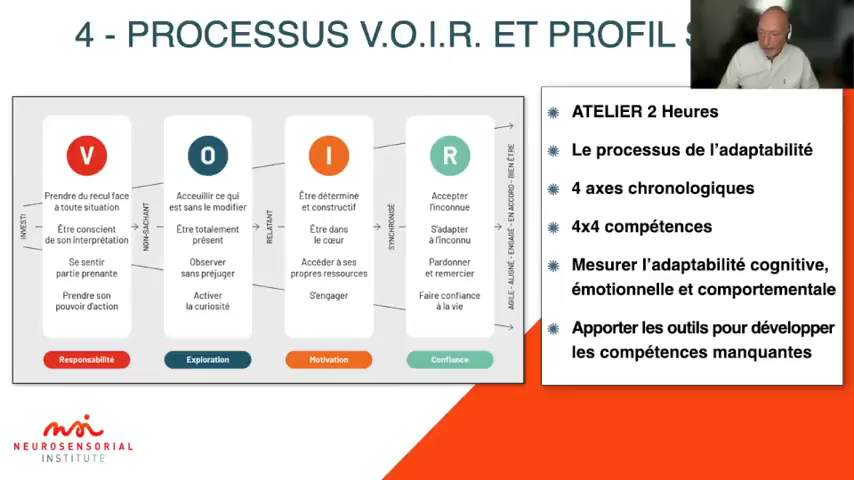 4 - PROCESSUS V.O.I.R. ET PROFIL
V
Prendre du recul face
à toute situation
Être conscient
de son interprétation
Se sentir
partie prenante
Prendre son
pouvoir d'action
Responsabilité
O
Acceuillir ce qui
est sans le modifier
Être totalement
présent
Observer
sans préjuger
Activer
la curiosité
Exploration
I
Être déterminé
et constructif
Être dans
le cœur
Accéder à ses
propres ressources
S'engager
Motivation
R
Accepter
l'inconnue
S'adapter
à l'inconnu
Pardonner
et remercier
Faire confiance
à la vie
Confiance
INVESTI
NON-SACHANT
RELATANT
SYNCHRONISÉ
AGILE - ALIGNÉ - ENGAGÉ - EN ACCORD - BIEN ÊTRE
ATELIER 2 Heures
Le processus de l'adaptabilité
4 axes chronologiques
4x4 compétences
Mesurer l'adaptabilité cognitive,
émotionnelle et comportementale
Apporter les outils pour développer
les compétences manquantes
nsi
NEUROSENSORIAL
INSTITUTE